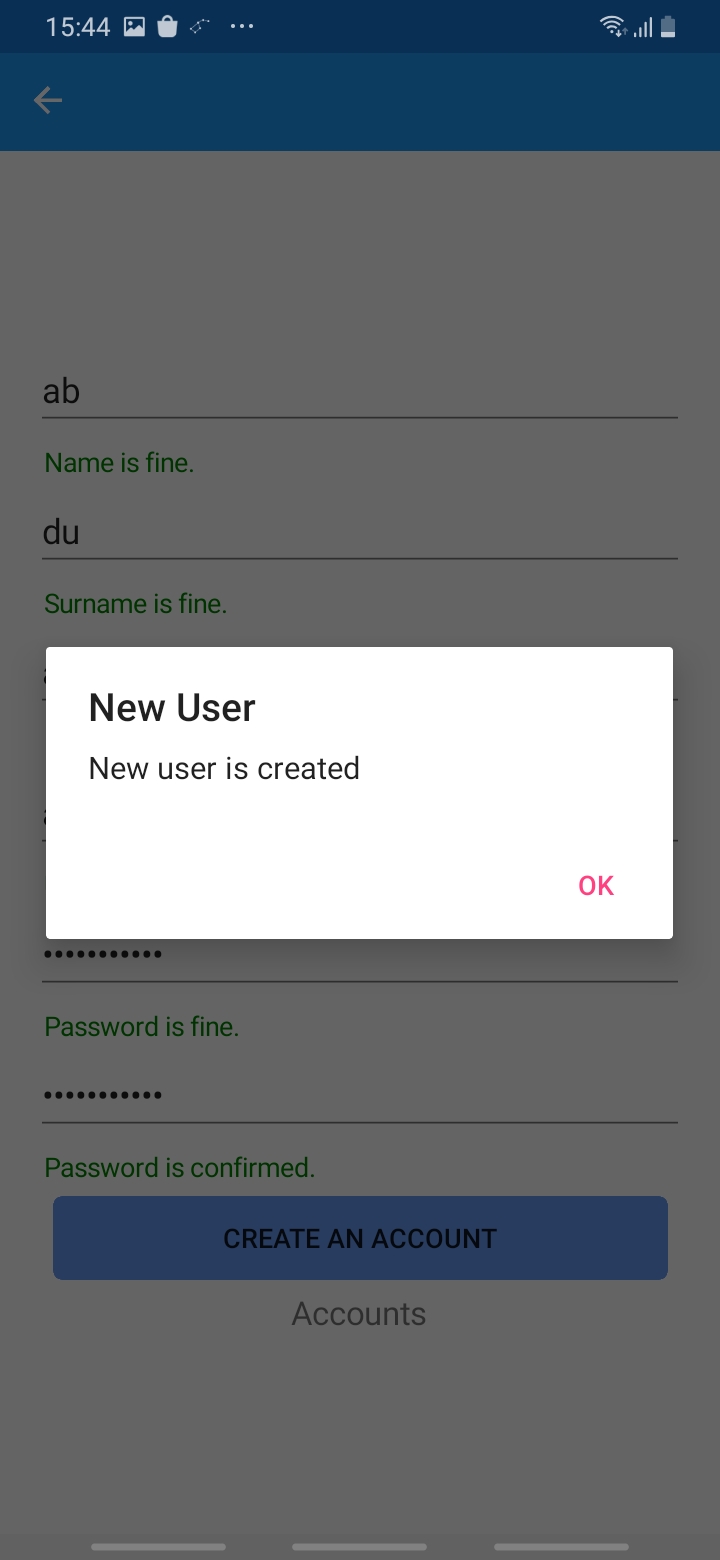 15:44
ab
Name is fine.
du
Surname is fine.
New User
New user is created
OK
•••••••••••
Password is fine.
•••••••••••
Password is confirmed.
CREATE AN ACCOUNT
Accounts